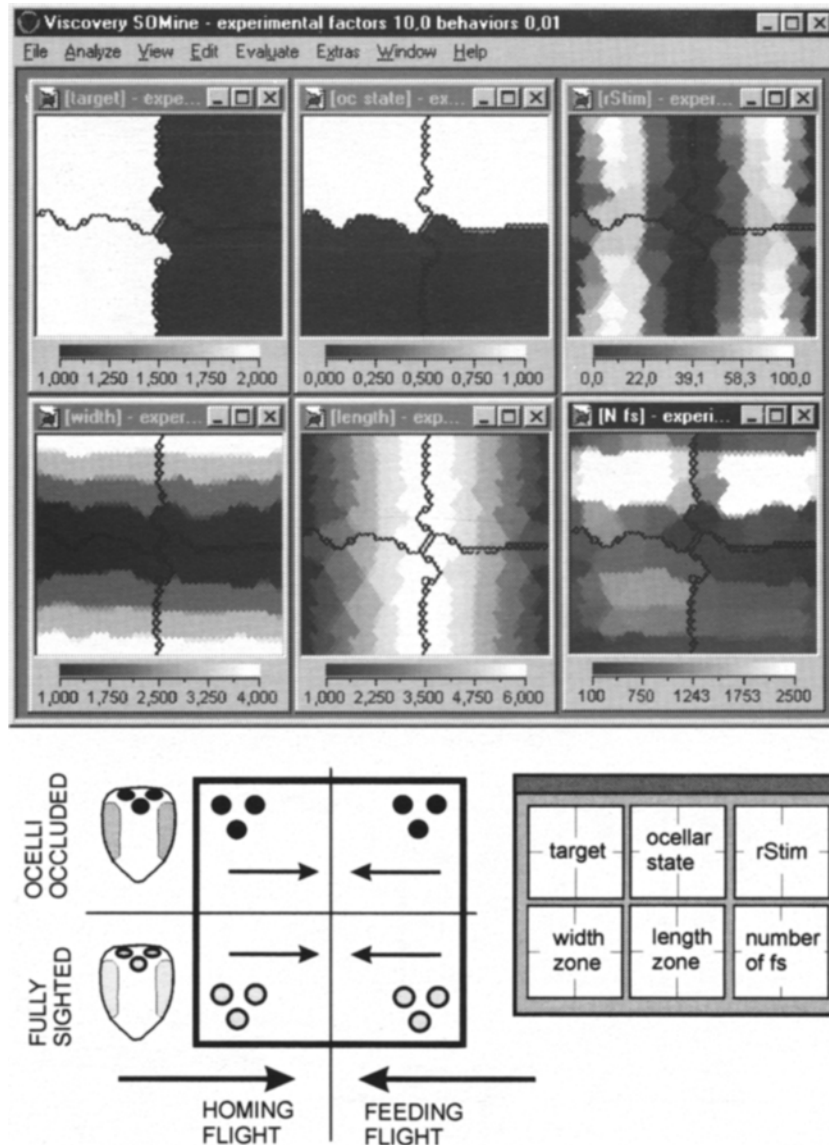 Viscovery SOMine - experimental factors 10,0 behaviors 0,01
File Analyze View Edit Evaluate Extras Window Help
[target] - expe...
[oc state] - ex...
[rStim] - exper...
1,000 1,250 1,500 1,750 2,000
0,000 0,250 0,500 0,750 1,000
0,0 22,0 39,1 58,3 100,0
[width] - exper...
[length] - exp...
[N fs] - experi...
1,000 1,750 2,500 3,250 4,000
1,000 2,250 3,500 4,750 6,000
100 750 1243 1753 2500
OCELLI
OCCLUDED
FULLY
SIGHTED
HOMING
FLIGHT
FEEDING
FLIGHT
target
ocellar
state
rStim
width
zone
length
zone
number
of fs